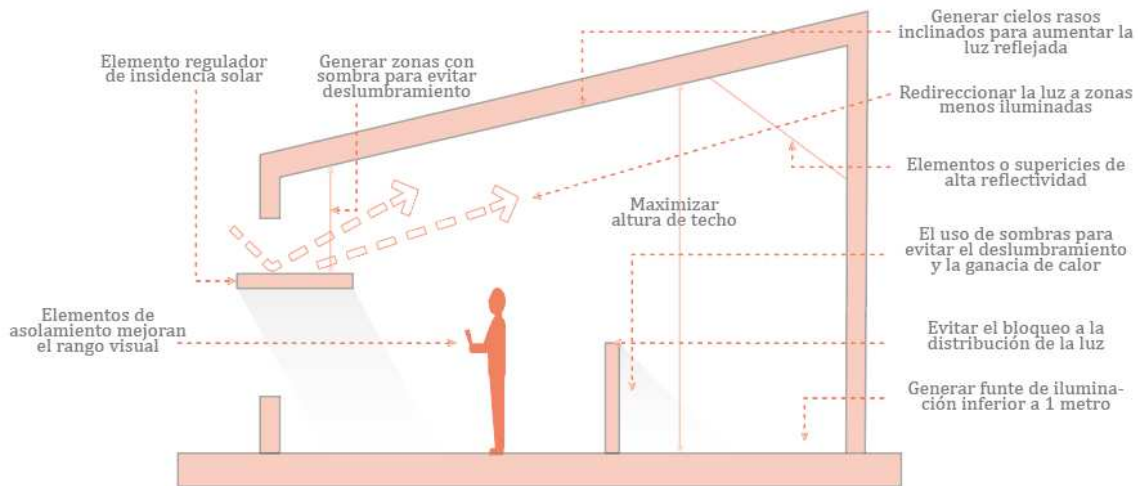 Elemento regulador
de insidencia solar
Generar zonas con
sombra para evitar
deslumbramiento
Generar cielos rasos
inclinados para aumentar la
luz reflejada
Redireccionar la luz a zonas
menos iluminadas
Elementos o supericies de
alta reflectividad
Maximizar
altura de techo
El uso de sombras para
evitar el deslumbramiento
y la ganacia de calor
Elementos de
asolamiento mejoran
el rango visual
Evitar el bloqueo a la
distribución de la luz
Generar funte de ilumina-
ción inferior a 1 metro